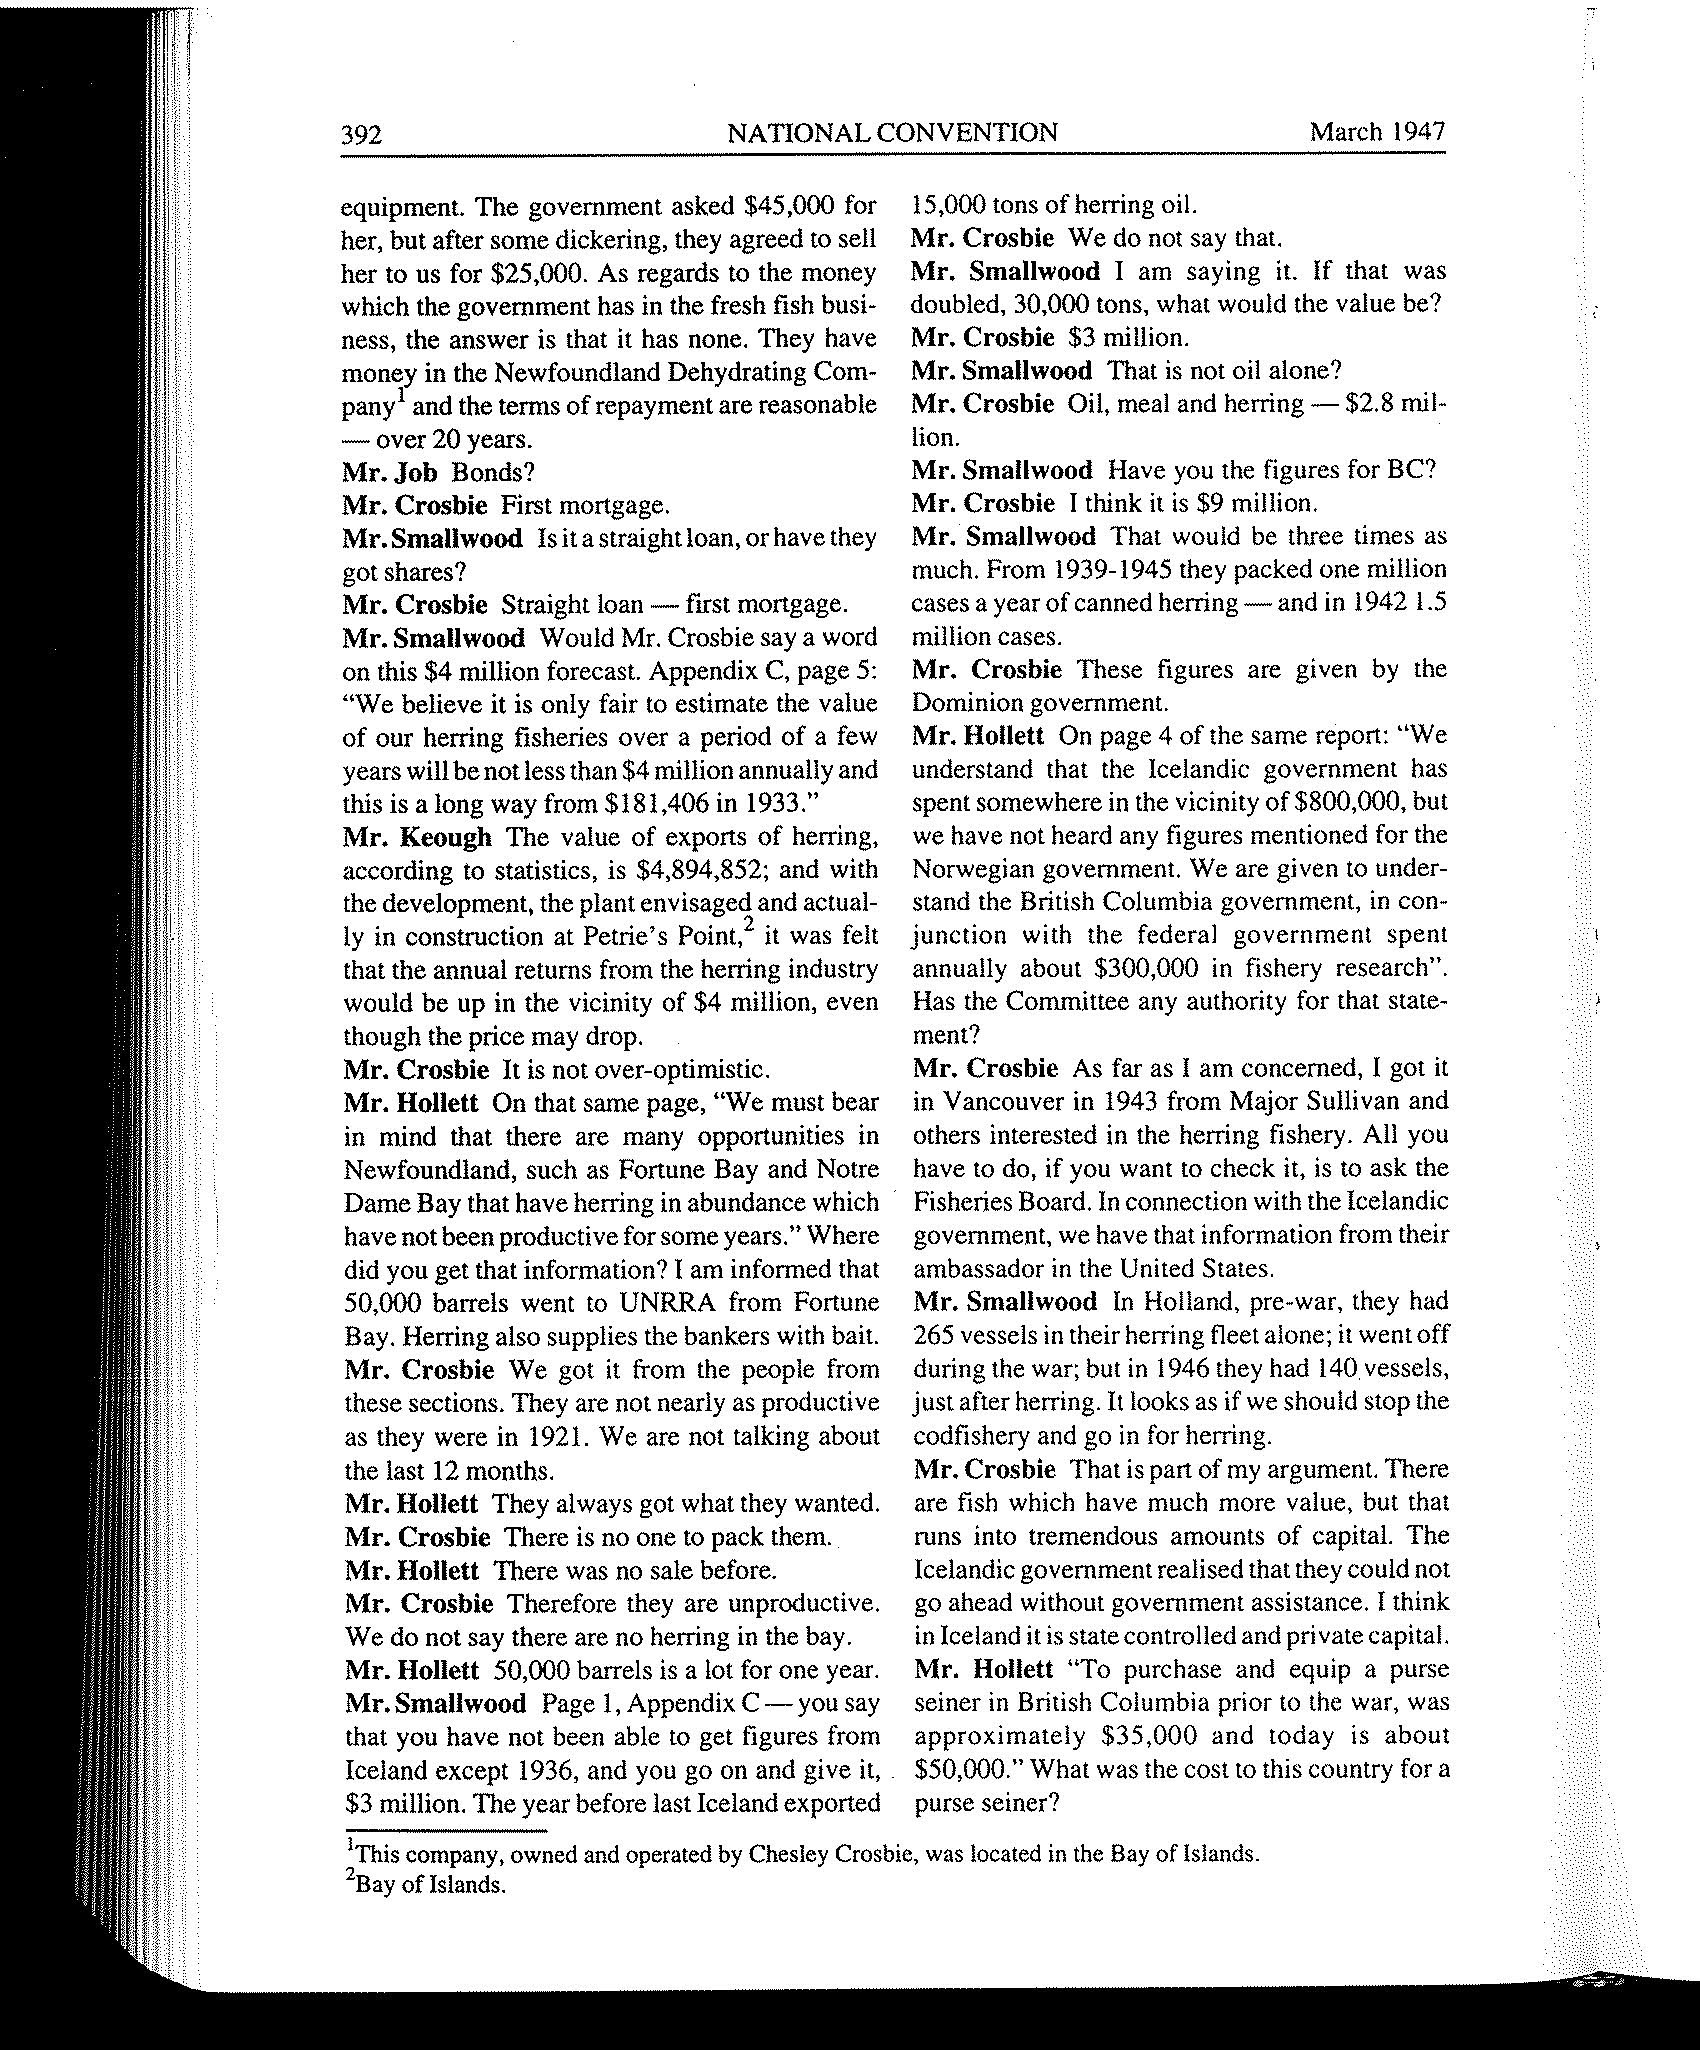 392 NATIONAL CONVENTION March 1947
equipment. The government asked $45,000 for
her, but after some dickering, they agreed to sell
her to us for $25,000. As regards to the money
which the government has in the fresh fish busi-
ness, the answer is that it has none. They have
money in the Newfoundland Dehydrating Com-
pany¹ and the terms of repayment are reasonable
— over 20 years.
Mr. Job Bonds?
Mr. Crosbie First mortgage.
Mr. Smallwood Is it a straight loan, or have they
got shares?
Mr. Crosbie Straight loan — first mortgage.
Mr. Smallwood Would Mr. Crosbie say a word
on this $4 million forecast. Appendix C, page 5:
“We believe it is only fair to estimate the value
of our herring fisheries over a period of a few
years will be not less than $4 million annually and
this is a long way from $181,406 in 1933.”
Mr. Keough The value of exports of herring,
according to statistics, is $4,894,852; and with
the development, the plant envisaged and actual-
ly in construction at Petrie's Point,² it was felt
that the annual returns from the herring industry
would be up in the vicinity of $4 million, even
though the price may drop.
Mr. Crosbie It is not over-optimistic.
Mr. Hollett On that same page, “We must bear
in mind that there are many opportunities in
Newfoundland, such as Fortune Bay and Notre
Dame Bay that have herring in abundance which
have not been productive for some years.” Where
did you get that information? I am informed that
50,000 barrels went to UNRRA from Fortune
Bay. Herring also supplies the bankers with bait.
Mr. Crosbie We got it from the people from
these sections. They are not nearly as productive
as they were in 1921. We are not talking about
the last 12 months.
Mr. Hollett They always got what they wanted.
Mr. Crosbie There is no one to pack them.
Mr. Hollett There was no sale before.
Mr. Crosbie Therefore they are unproductive.
We do not say there are no herring in the bay.
Mr. Hollett 50,000 barrels is a lot for one year.
Mr. Smallwood Page 1, Appendix C — you say
that you have not been able to get figures from
Iceland except 1936, and you go on and give it,
$3 million. The year before last Iceland exported
15,000 tons of herring oil.
Mr. Crosbie We do not say that.
Mr. Smallwood I am saying it. If that was
doubled, 30,000 tons, what would the value be?
Mr. Crosbie $3 million.
Mr. Smallwood That is not oil alone?
Mr. Crosbie Oil, meal and herring — $2.8 mil-
lion.
Mr. Smallwood Have you the figures for BC?
Mr. Crosbie I think it is $9 million.
Mr. Smallwood That would be three times as
much. From 1939-1945 they packed one million
cases a year of canned herring — and in 1942 1.5
million cases.
Mr. Crosbie These figures are given by the
Dominion government.
Mr. Hollett On page 4 of the same report: “We
understand that the Icelandic government has
spent somewhere in the vicinity of $800,000, but
we have not heard any figures mentioned for the
Norwegian government. We are given to under-
stand the British Columbia government, in con-
junction with the federal government spent
annually about $300,000 in fishery research”.
Has the Committee any authority for that state-
ment?
Mr. Crosbie As far as I am concerned, I got it
in Vancouver in 1943 from Major Sullivan and
others interested in the herring fishery. All you
have to do, if you want to check it, is to ask the
Fisheries Board. In connection with the Icelandic
government, we have that information from their
ambassador in the United States.
Mr. Smallwood In Holland, pre-war, they had
265 vessels in their herring fleet alone; it went off
during the war; but in 1946 they had 140 vessels,
just after herring. It looks as if we should stop the
codfishery and go in for herring.
Mr. Crosbie That is part of my argument. There
are fish which have much more value, but that
runs into tremendous amounts of capital. The
Icelandic government realised that they could not
go ahead without government assistance. I think
in Iceland it is state controlled and private capital.
Mr. Hollett “To purchase and equip a purse
seiner in British Columbia prior to the war, was
approximately $35,000 and today is about
$50,000.” What was the cost to this country for a
purse seiner?
¹This company, owned and operated by Chesley Crosbie, was located in the Bay of Islands.
²Bay of Islands.